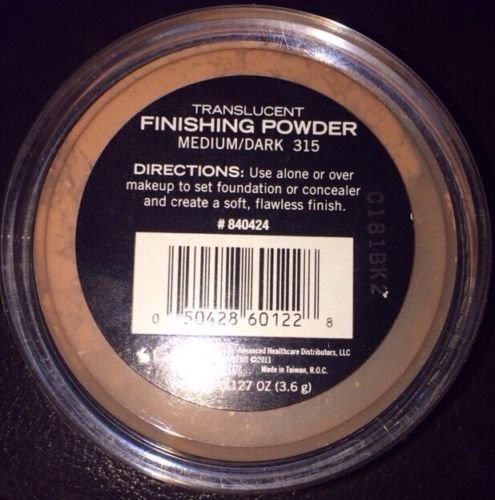 TRANSLUCENT
FINISHING POWDER
MEDIUM/DARK 315
DIRECTIONS: Use alone or over
makeup to set foundation or concealer
and create a soft, flawless finish.
# 840424
C181BK2
0 50428 60122 8
Advanced Healthcare Distributors, LLC
©2011
Made in Taiwan, R.O.C.
.127 OZ (3.6 g)